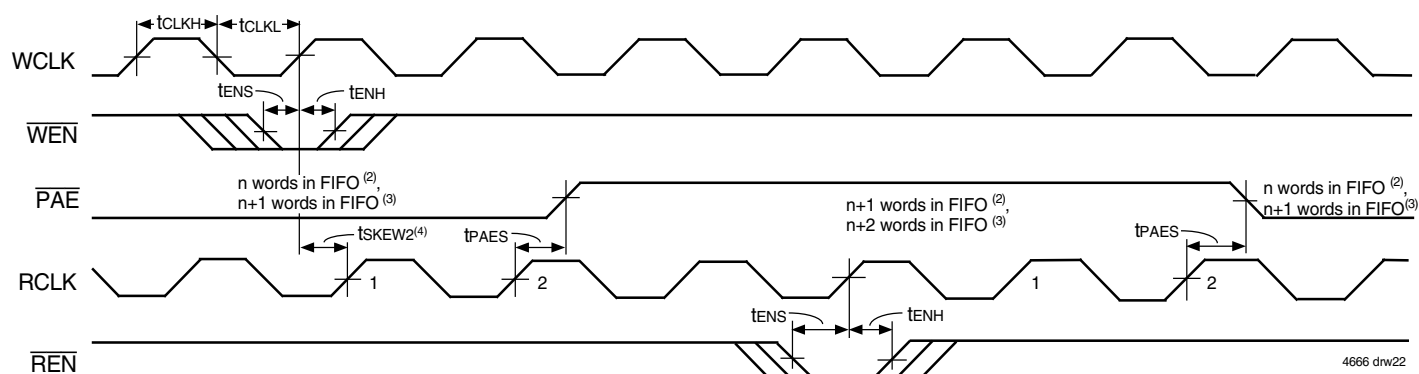 tCLKH
tCLKL
WCLK
tENS
tENH
WEN
PAE
n words in FIFO (2),
n+1 words in FIFO (3)
n+1 words in FIFO (2),
n+2 words in FIFO (3)
n words in FIFO (2),
n+1 words in FIFO(3)
tSKEW2(4)
tPAES
tPAES
RCLK
1
2
1
2
tENS
tENH
REN
4666 drw22